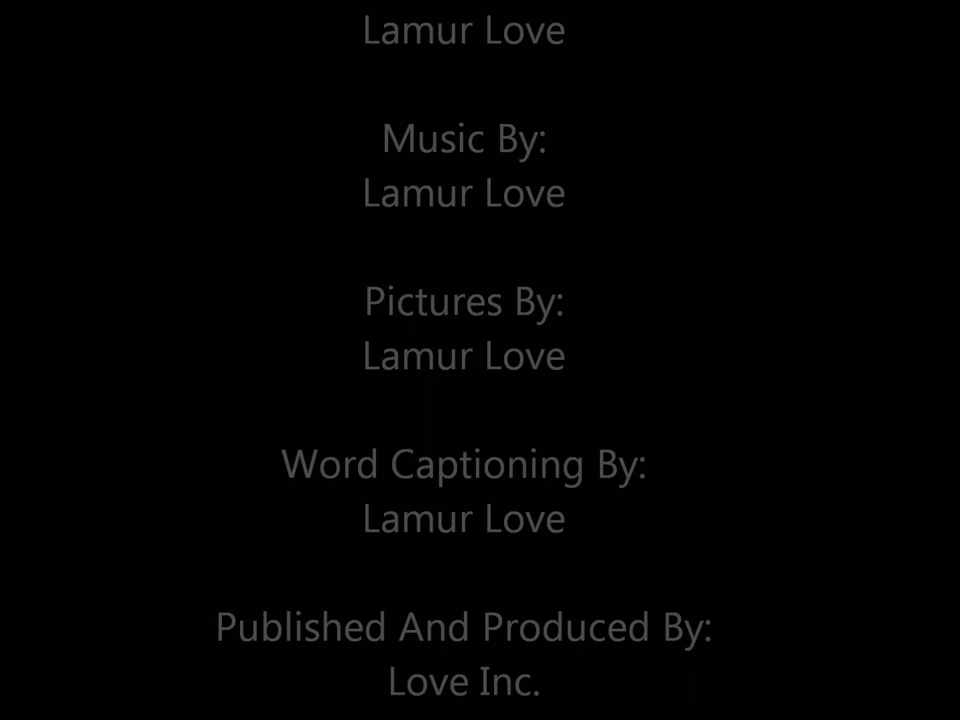 Lamur Love
Music By:
Lamur Love
Pictures By:
Lamur Love
Word Captioning By:
Lamur Love
Published And Produced By:
Love Inc.